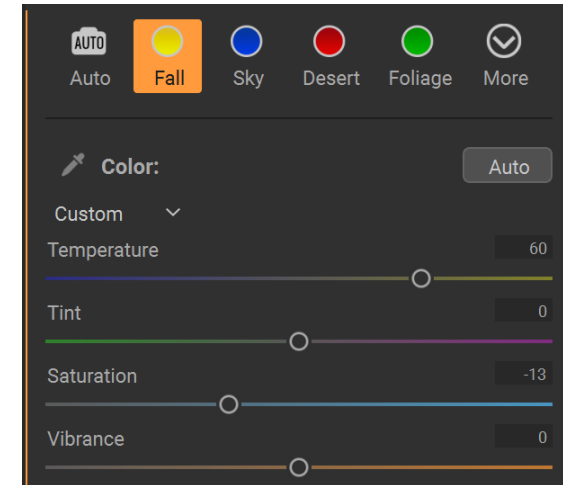 AUTO
Auto Fall Sky Desert Foliage More
Color: Auto
Custom
Temperature 60
Tint 0
Saturation -13
Vibrance 0